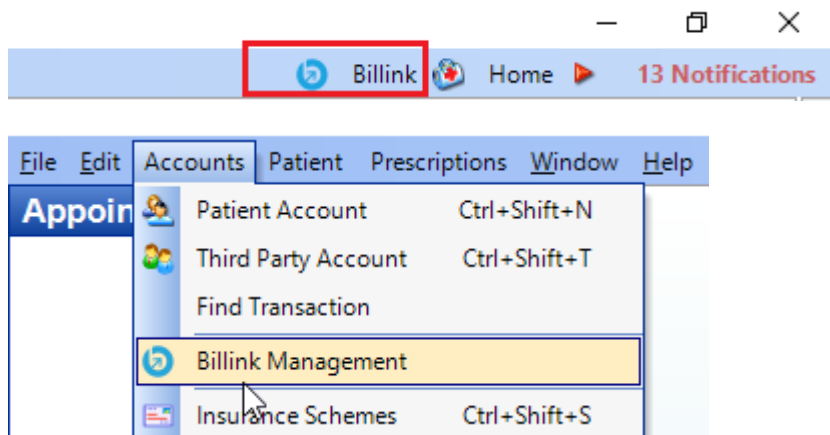 Billink Home 13 Notifications
File Edit Accounts Patient Prescriptions Window Help
Appoin
Patient Account Ctrl+Shift+N
Third Party Account Ctrl+Shift+T
Find Transaction
Billink Management
Insurance Schemes Ctrl+Shift+S